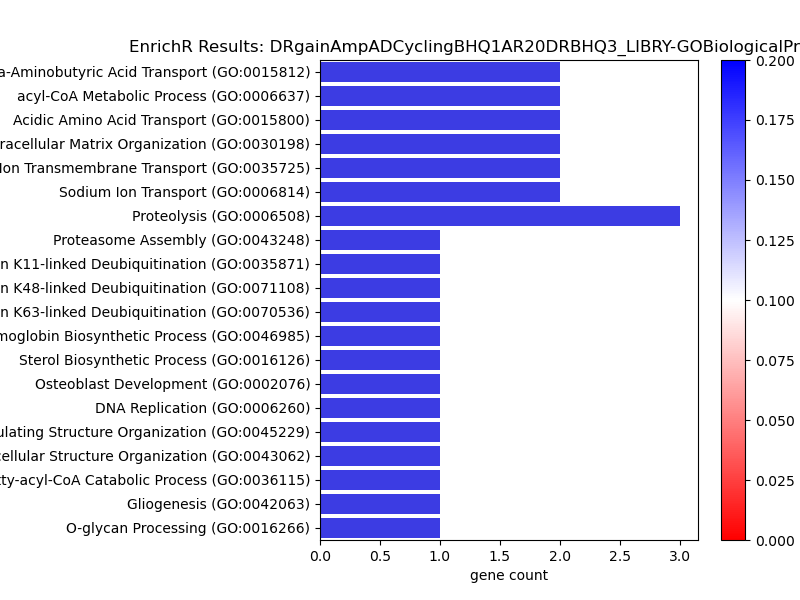 EnrichR Results: DRgainAmpADCyclingBHQ1AR20DRBHQ3_LIBRY-GOBiologicalPr
a-Aminobutyric Acid Transport (GO:0015812)
acyl-CoA Metabolic Process (GO:0006637)
Acidic Amino Acid Transport (GO:0015800)
racellular Matrix Organization (GO:0030198)
Ion Transmembrane Transport (GO:0035725)
Sodium Ion Transport (GO:0006814)
Proteolysis (GO:0006508)
Proteasome Assembly (GO:0043248)
n K11-linked Deubiquitination (GO:0035871)
n K48-linked Deubiquitination (GO:0071108)
n K63-linked Deubiquitination (GO:0070536)
moglobin Biosynthetic Process (GO:0046985)
Sterol Biosynthetic Process (GO:0016126)
Osteoblast Development (GO:0002076)
DNA Replication (GO:0006260)
ulating Structure Organization (GO:0045229)
cellular Structure Organization (GO:0043062)
tty-acyl-CoA Catabolic Process (GO:0036115)
Gliogenesis (GO:0042063)
O-glycan Processing (GO:0016266)
0.0 0.5 1.0 1.5 2.0 2.5 3.0
gene count
0.200
0.175
0.150
0.125
0.100
0.075
0.050
0.025
0.000